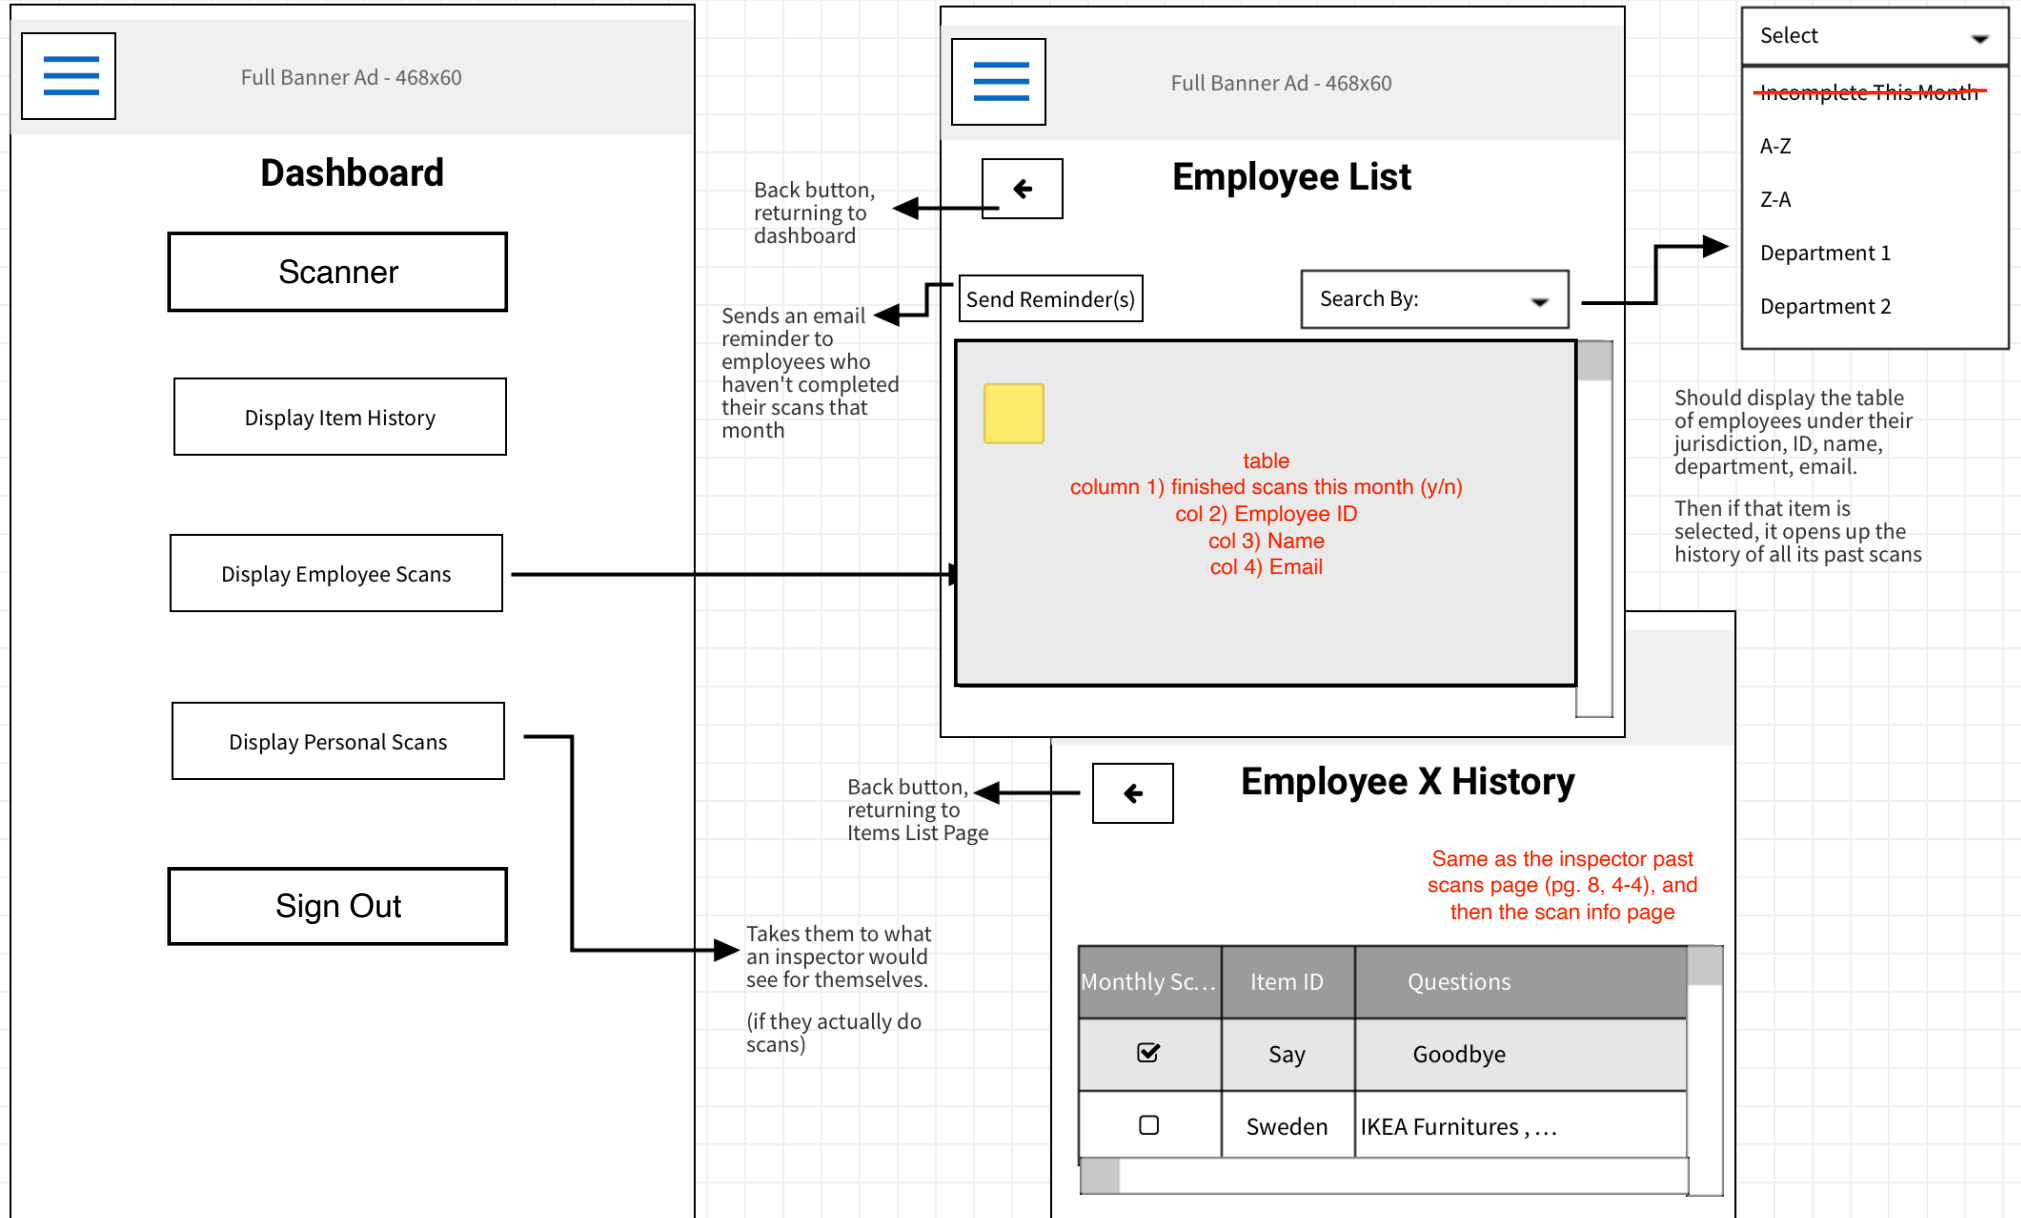 Full Banner Ad - 468x60
Dashboard
Scanner
Display Item History
Display Employee Scans
Display Personal Scans
Sign Out
Back button,
returning to
dashboard
Sends an email
reminder to
employees who
haven't completed
their scans that
month
Full Banner Ad - 468x60
Employee List
Send Reminder(s)
Search By:
table
column 1) finished scans this month (y/n)
col 2) Employee ID
col 3) Name
col 4) Email
Select
Incomplete This Month
A-Z
Z-A
Department 1
Department 2
Should display the table
of employees under their
jurisdiction, ID, name,
department, email.
Then if that item is
selected, it opens up the
history of all its past scans
Back button,
returning to
Items List Page
Takes them to what
an inspector would
see for themselves.
(if they actually do
scans)
Employee X History
Same as the inspector past
scans page (pg. 8, 4-4), and
then the scan info page
Monthly Sc... Item ID Questions
Say Goodbye
Sweden IKEA Furnitures , ...